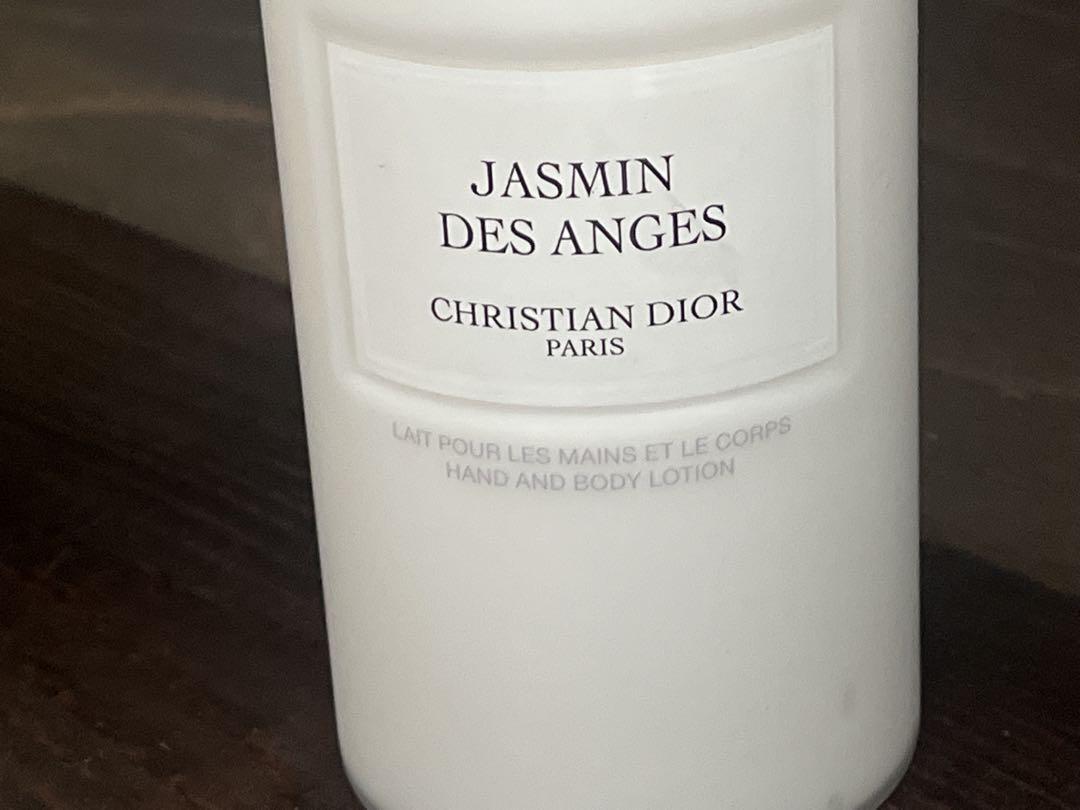 JASMIN
DES ANGES
CHRISTIAN DIOR
PARIS
LAIT POUR LES MAINS ET LE CORPS
HAND AND BODY LOTION